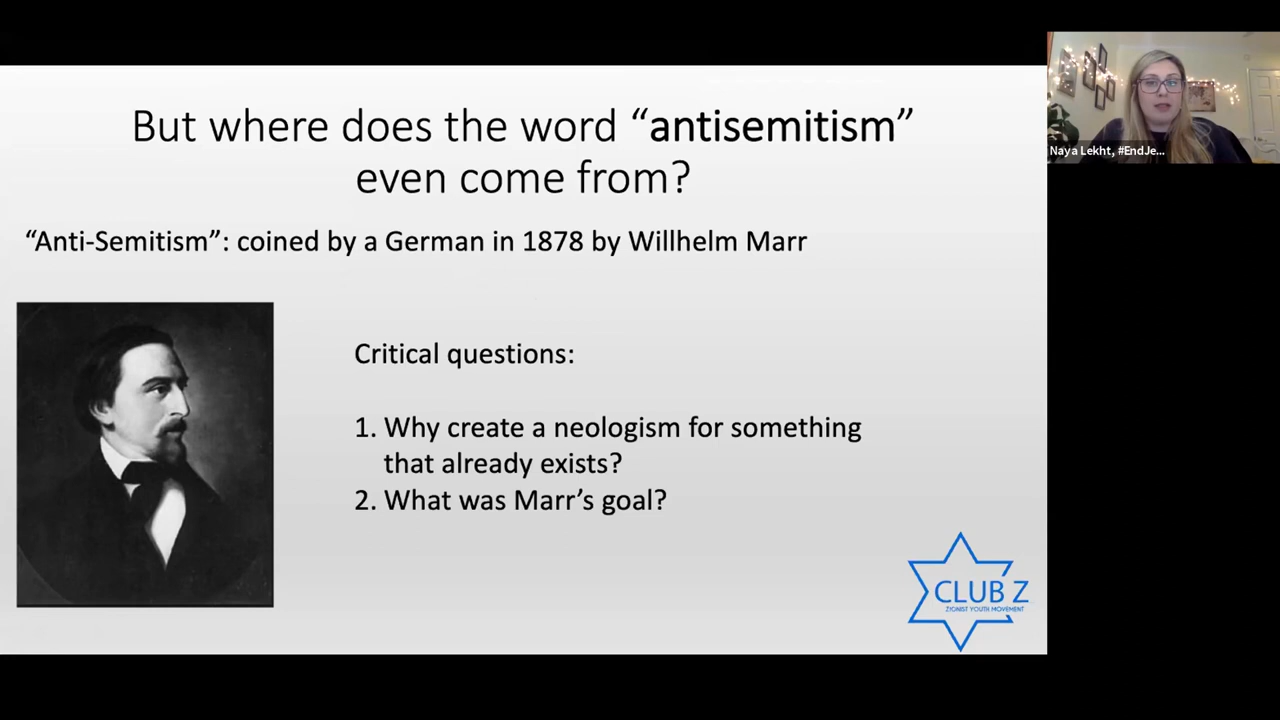 But where does the word “antisemitism”
even come from?
“Anti-Semitism”: coined by a German in 1878 by Willhelm Marr
Critical questions:
1. Why create a neologism for something
that already exists?
2. What was Marr’s goal?
CLUB Z
ZIONIST YOUTH MOVEMENT
Naya Lekht, #EndJe...